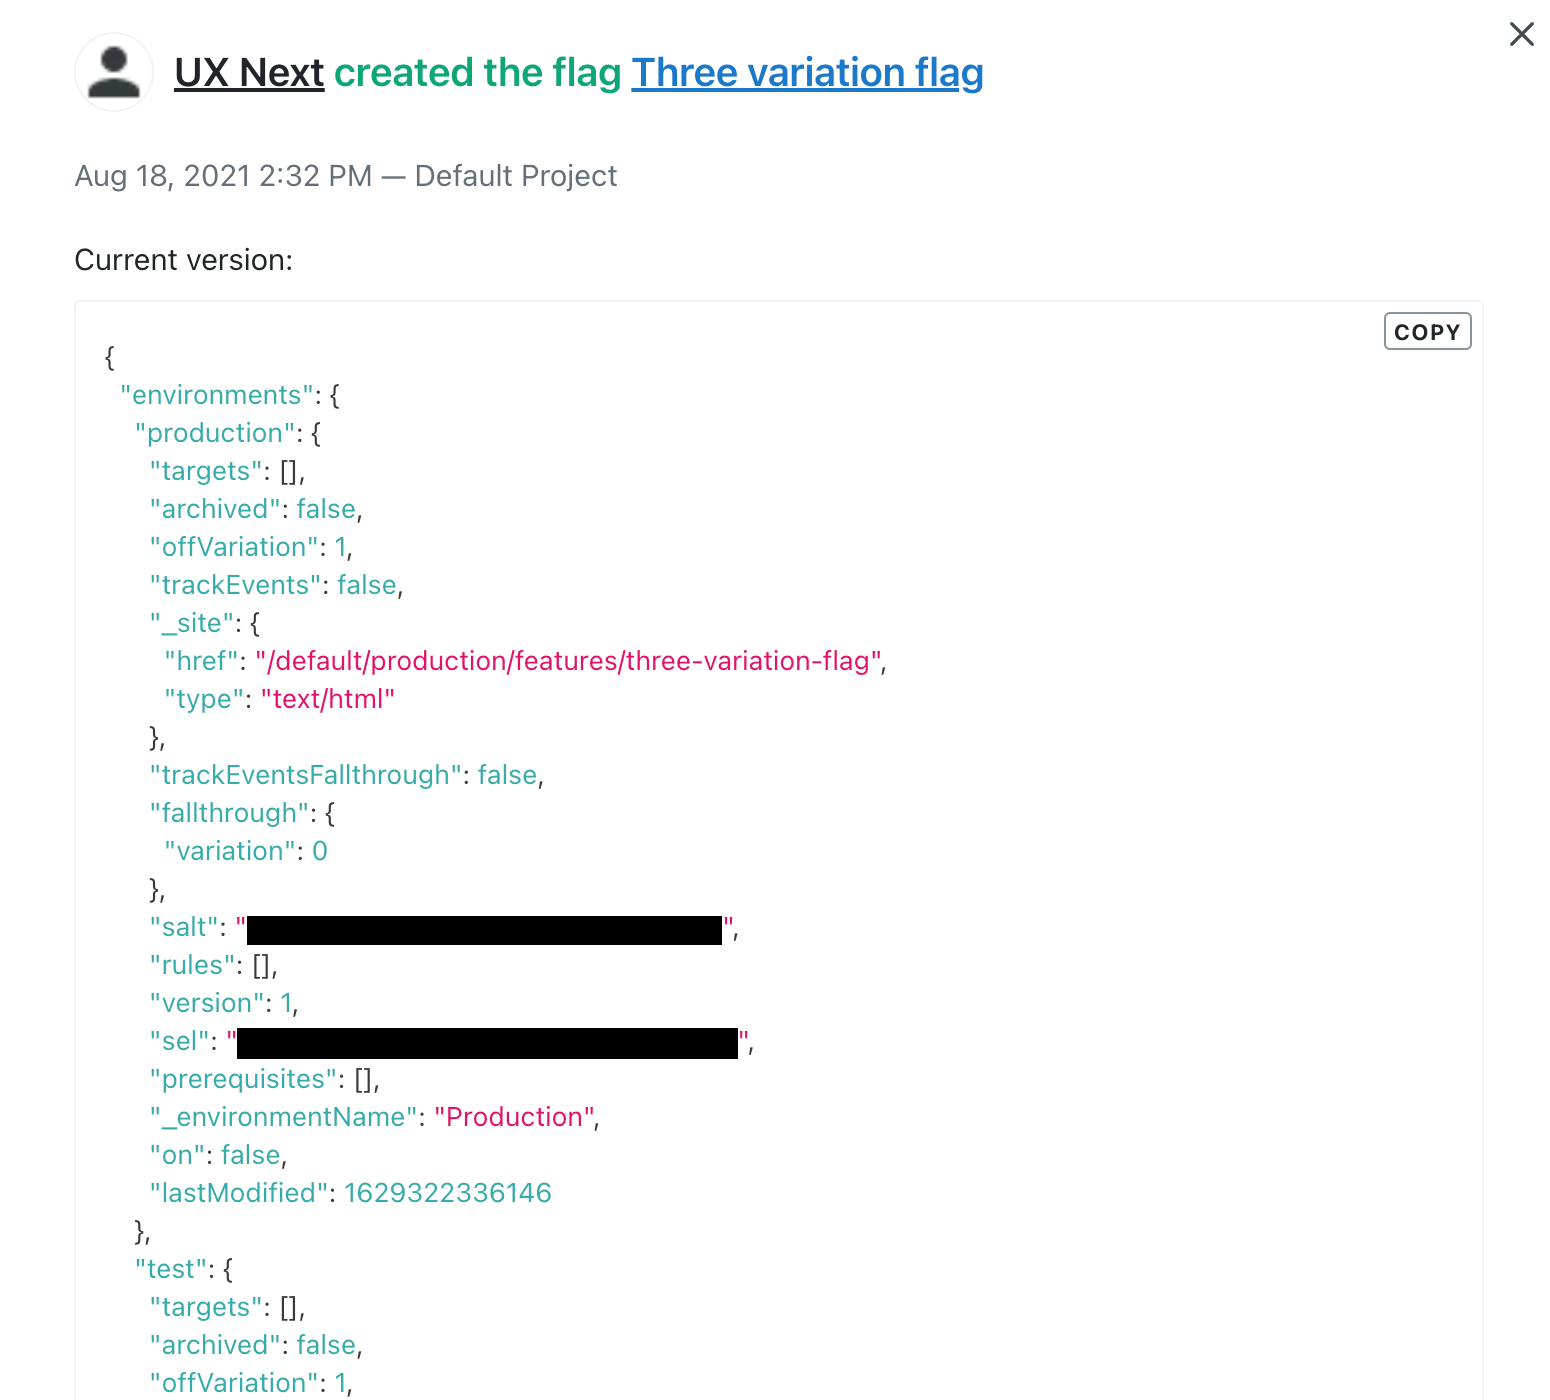 UX Next created the flag Three variation flag
Aug 18, 2021 2:32 PM — Default Project
Current version:
COPY
{
"environments": {
"production": {
"targets": [],
"archived": false,
"offVariation": 1,
"trackEvents": false,
"_site": {
"href": "/default/production/features/three-variation-flag",
"type": "text/html"
},
"trackEventsFallthrough": false,
"fallthrough": {
"variation": 0
},
"salt": "",
"rules": [],
"version": 1,
"sel": "",
"prerequisites": [],
"_environmentName": "Production",
"on": false,
"lastModified": 1629322336146
},
"test": {
"targets": [],
"archived": false,
"offVariation": 1,